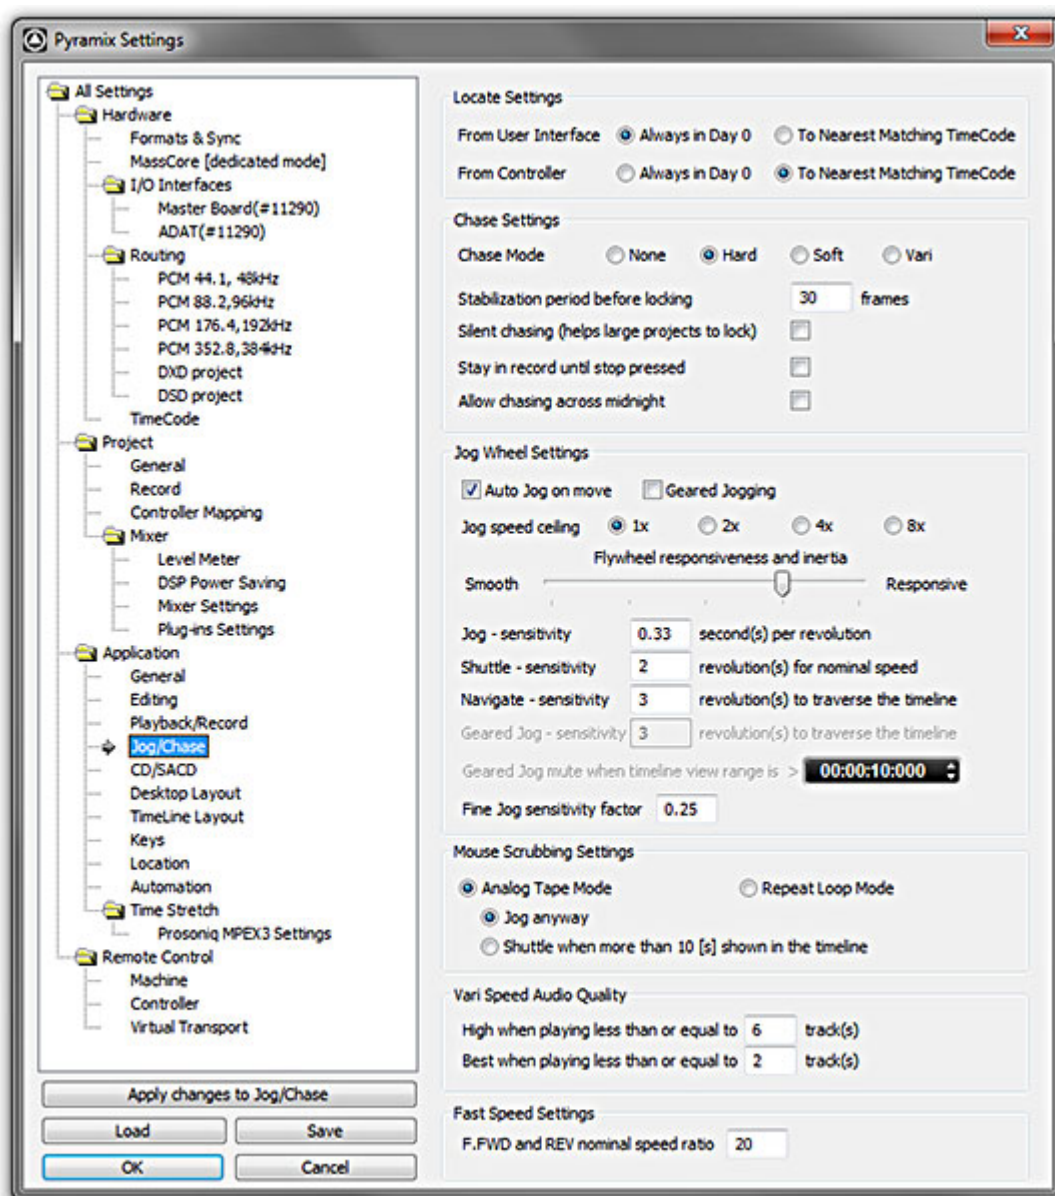 Pyramix Settings
All Settings
Hardware
Formats & Sync
MassCore [dedicated mode]
I/O Interfaces
Master Board(#11290)
ADAT(#11290)
Routing
PCM 44.1, 48kHz
PCM 88.2,96kHz
PCM 176.4,192kHz
PCM 352.8,384kHz
DXD project
DSD project
TimeCode
Project
General
Record
Controller Mapping
Mixer
Level Meter
DSP Power Saving
Mixer Settings
Plug-ins Settings
Application
General
Editing
Playback/Record
Jog/Chase
CD/SACD
Desktop Layout
TimeLine Layout
Keys
Location
Automation
Time Stretch
Prosoniq MPEX3 Settings
Remote Control
Machine
Controller
Virtual Transport
Apply changes to Jog/Chase
Load Save
OK Cancel
Locate Settings
From User Interface Always in Day 0 To Nearest Matching TimeCode
From Controller Always in Day 0 To Nearest Matching TimeCode
Chase Settings
Chase Mode None Hard Soft Vari
Stabilization period before locking 30 frames
Silent chasing (helps large projects to lock)
Stay in record until stop pressed
Allow chasing across midnight
Jog Wheel Settings
Auto Jog on move Geared Jogging
Jog speed ceiling 1x 2x 4x 8x
Flywheel responsiveness and inertia
Smooth Responsive
Jog - sensitivity 0.33 second(s) per revolution
Shuttle - sensitivity 2 revolution(s) for nominal speed
Navigate - sensitivity 3 revolution(s) to traverse the timeline
Geared Jog - sensitivity 3 revolution(s) to traverse the timeline
Geared Jog mute when timeline view range is > 00:00:10:000
Fine Jog sensitivity factor 0.25
Mouse Scrubbing Settings
Analog Tape Mode Repeat Loop Mode
Jog anyway
Shuttle when more than 10 [s] shown in the timeline
Vari Speed Audio Quality
High when playing less than or equal to 6 track(s)
Best when playing less than or equal to 2 track(s)
Fast Speed Settings
F.FWD and REV nominal speed ratio 20